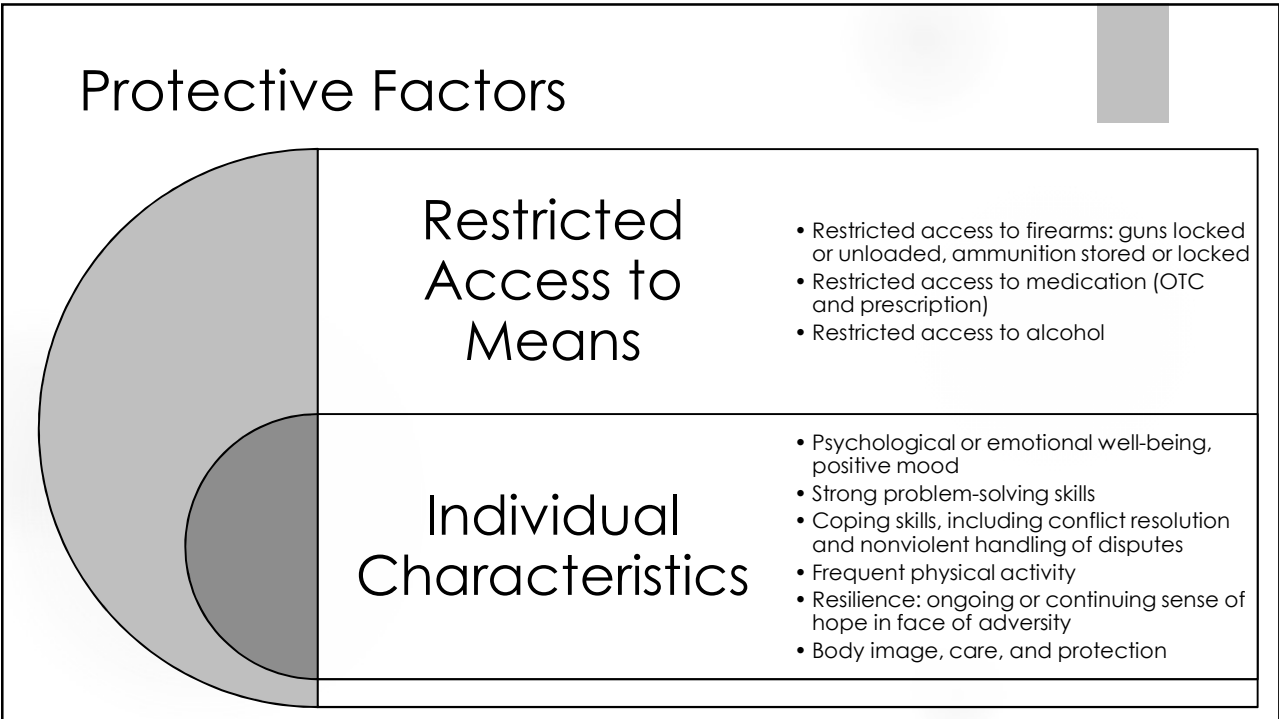 Protective Factors
Restricted
Access to
Means
• Restricted access to firearms: guns locked
or unloaded, ammunition stored or locked
• Restricted access to medication (OTC
and prescription)
• Restricted access to alcohol
Individual
Characteristics
• Psychological or emotional well-being,
positive mood
• Strong problem-solving skills
• Coping skills, including conflict resolution
and nonviolent handling of disputes
• Frequent physical activity
• Resilience: ongoing or continuing sense of
hope in face of adversity
• Body image, care, and protection